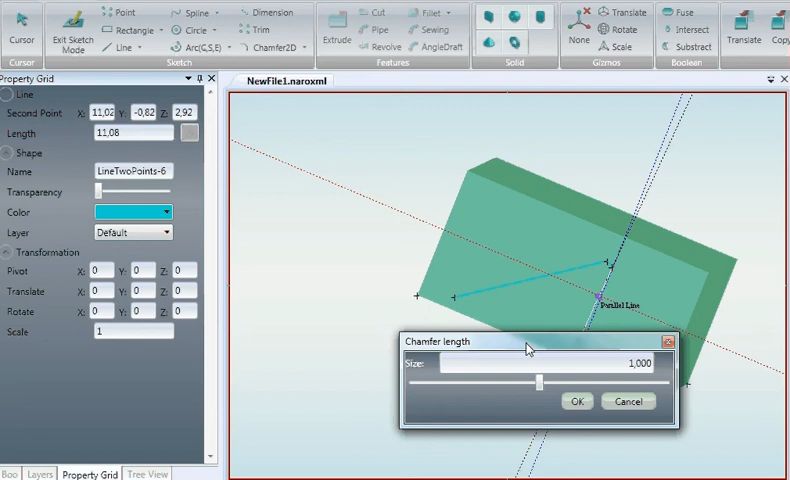 Point Spline Dimension Cut Fillet Translate Fuse
Cursor Exit Sketch Mode Rectangle Circle Trim Extrude Pipe Sewing None Rotate Intersect Translate
Line Arc(C,S,E) Chamfer2D Revolve AngleDraft Scale Substract
Cursor Sketch Features Solid Gizmos Boolean
Property Grid
NewFile1.naroxml
Line
Second Point X: 11,02 Y: -0,82 Z: 2,92
Length 11,08
Shape
Name LineTwoPoints-6
Transparency
Color
Layer Default
Transformation
Pivot X: 0 Y: 0 Z: 0
Translate X: 0 Y: 0 Z: 0
Rotate X: 0 Y: 0 Z: 0
Scale 1
Parallel Line
Chamfer length
Size: 1,000
OK Cancel
Boo Layers Property Grid Tree View